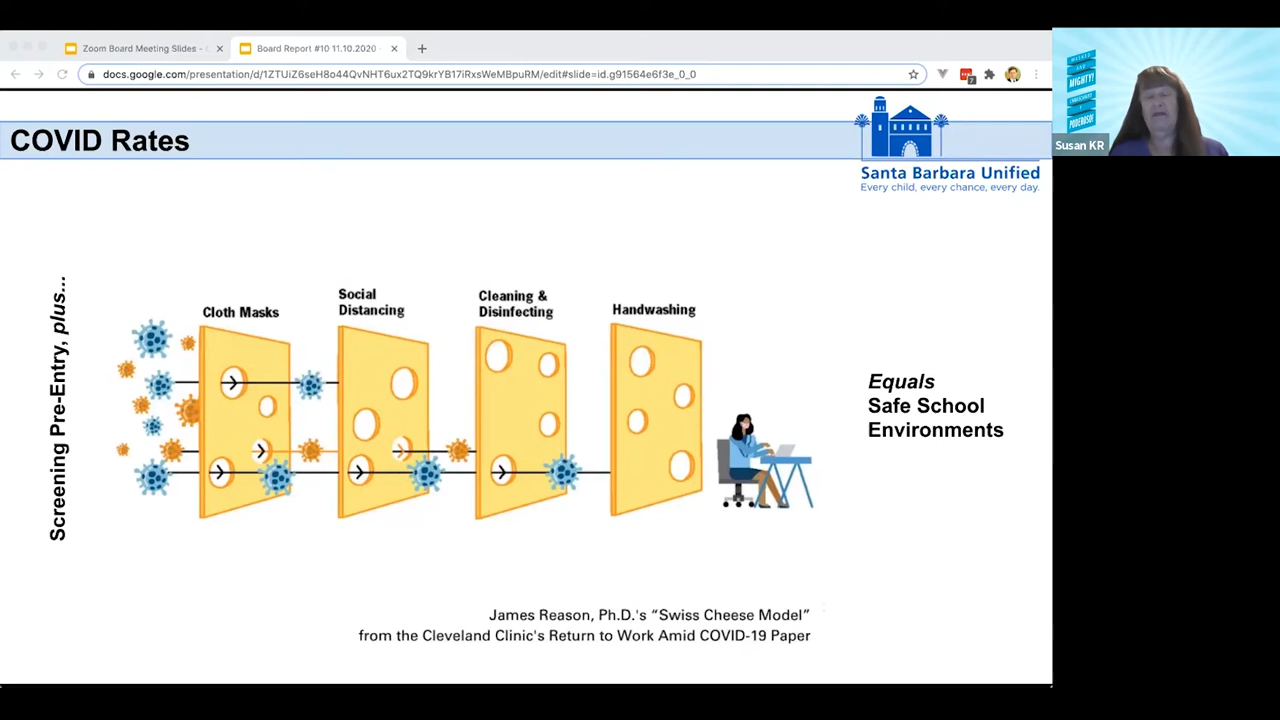 Zoom Board Meeting Slides -
Board Report #10 11.10.2020 -
docs.google.com/presentation/d/1ZTUiZ6seH8o44QvNHT6ux2TQ9krYB17iRxsWeMBpuRM/edit#slide=id.g91564e6f3e_0_0
7
COVID Rates
Santa Barbara Unified
Every child, every chance, every day.
MIGHTY!
PODEROSO!
Susan KR
Screening Pre-Entry, plus...
Cloth Masks
Social
Distancing
Cleaning &
Disinfecting
Handwashing
Equals
Safe School
Environments
James Reason, Ph.D.'s “Swiss Cheese Model”
from the Cleveland Clinic's Return to Work Amid COVID-19 Paper